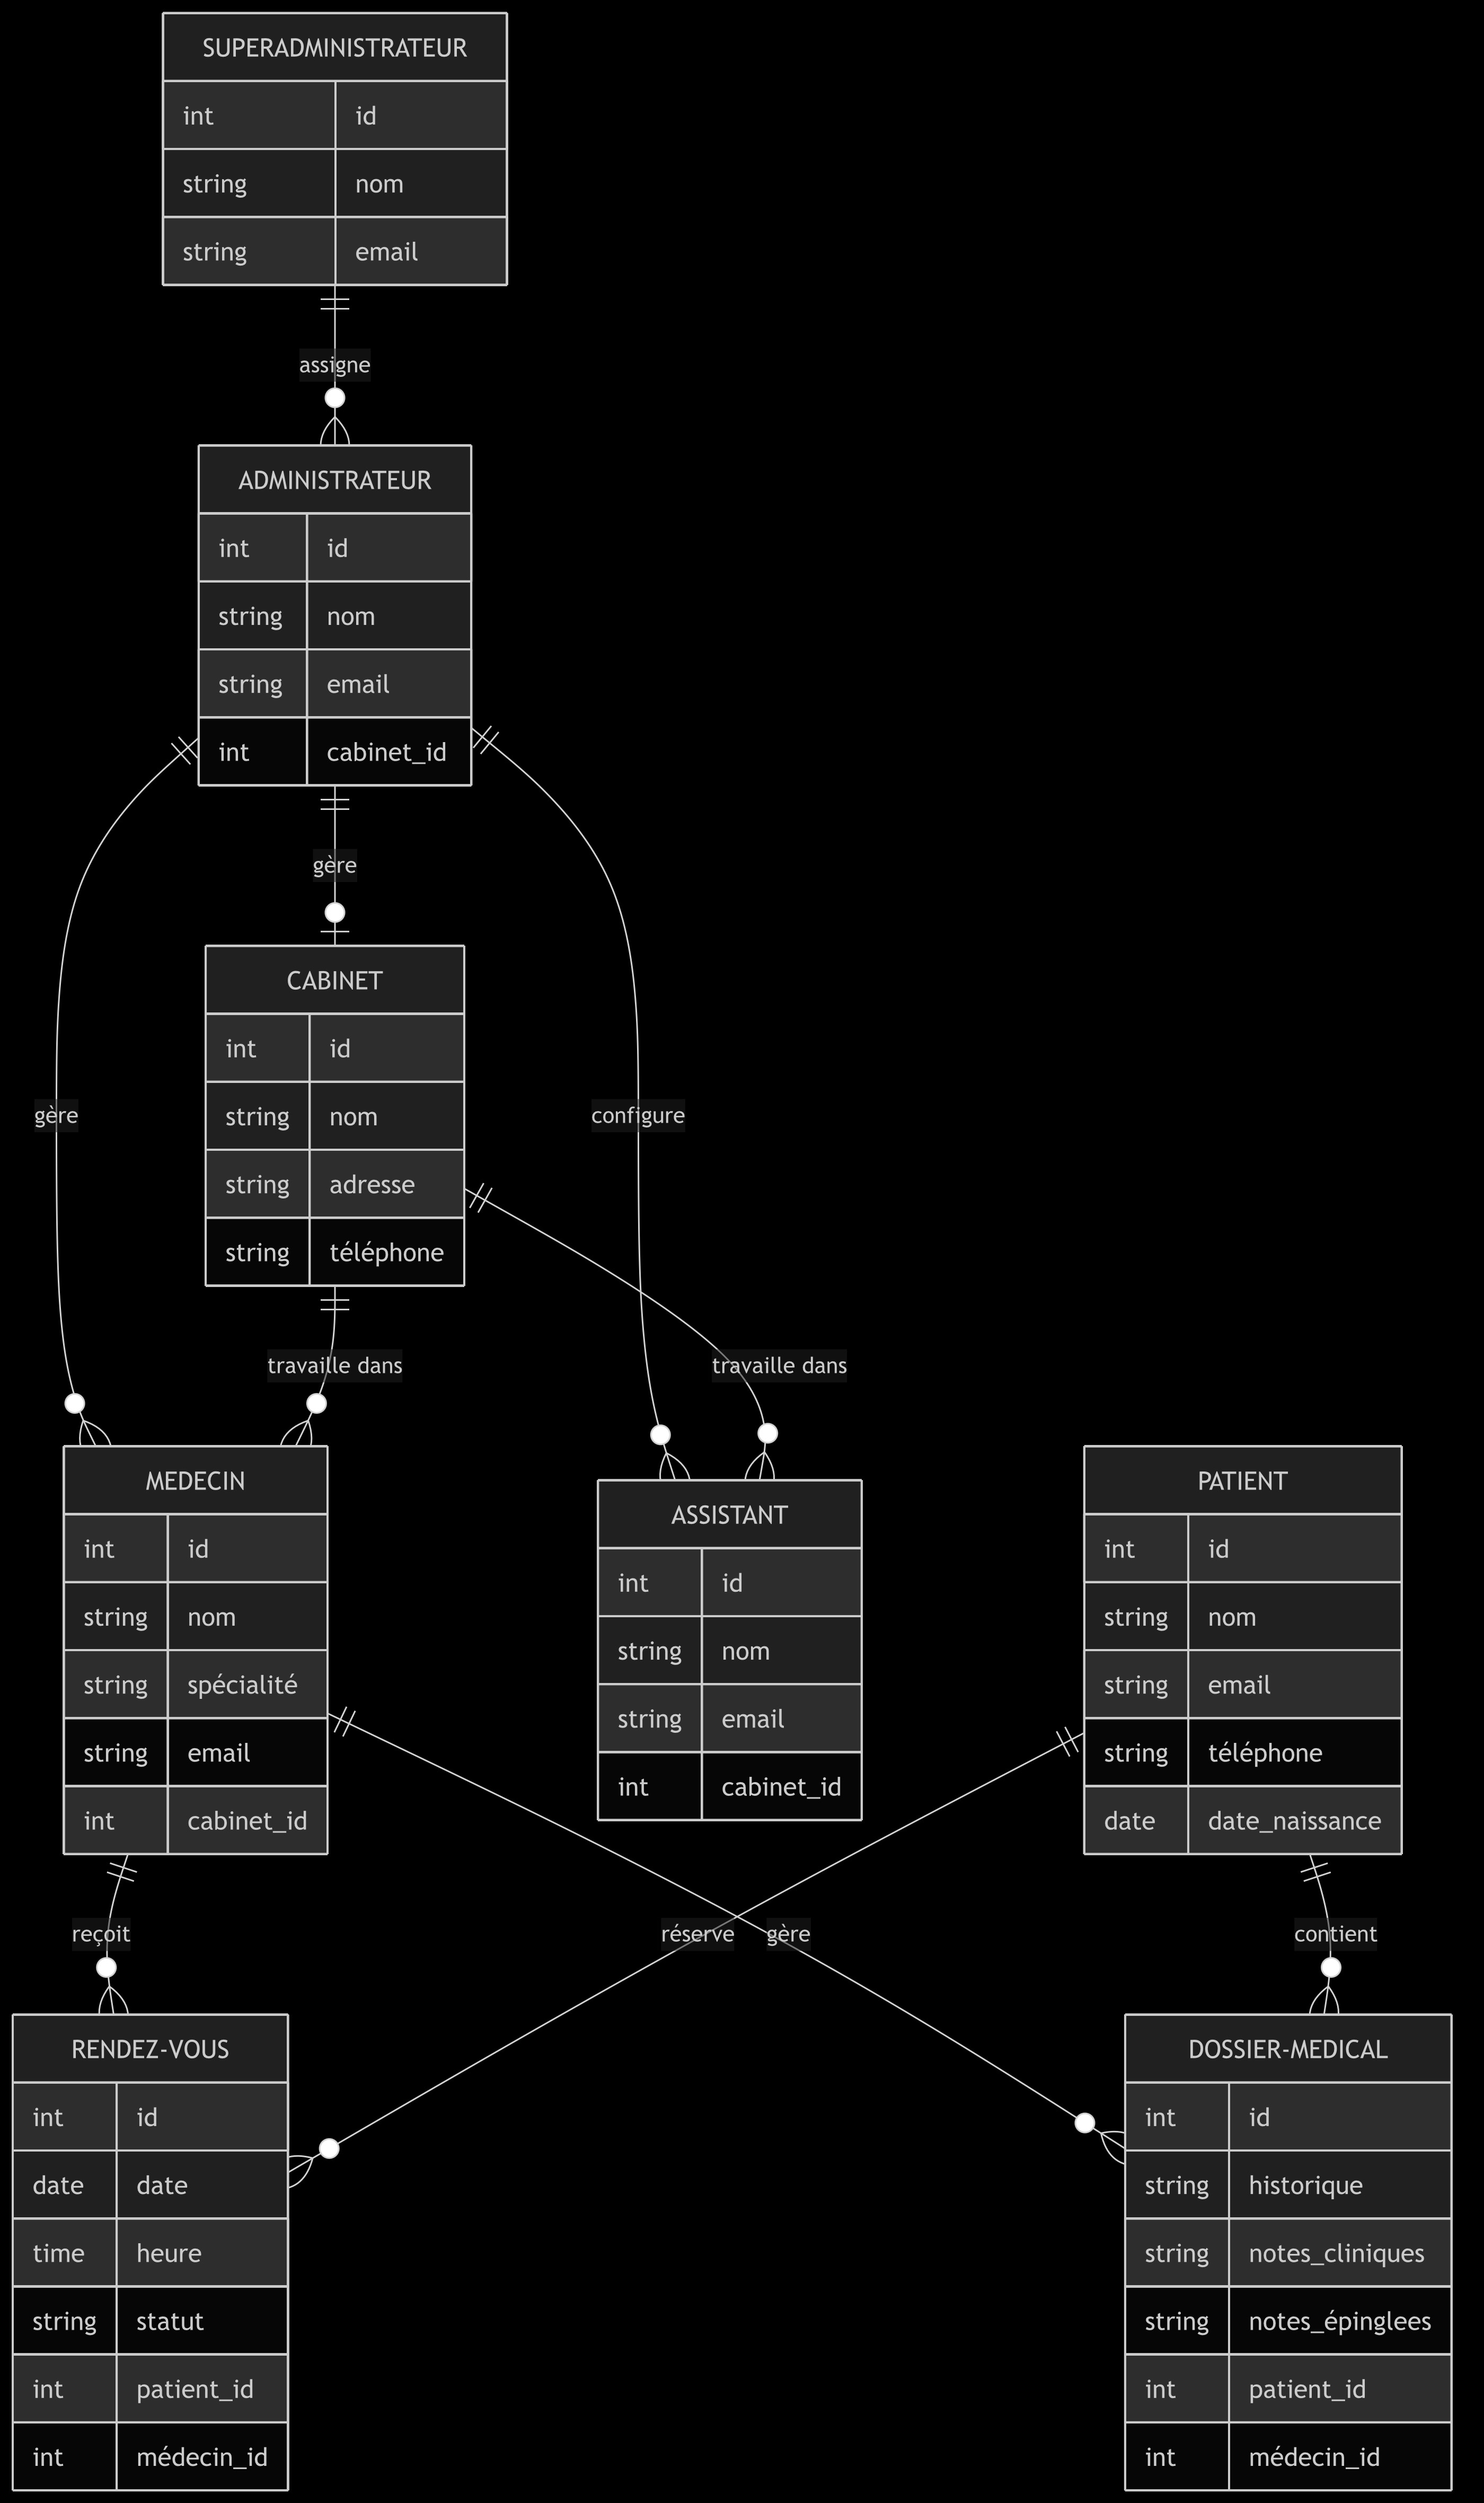 SUPERADMINISTRATEUR
int id
string nom
string email
assigne
ADMINISTRATEUR
int id
string nom
string email
int cabinet_id
gère
CABINET
int id
string nom
string adresse
string téléphone
gère
configure
travaille dans
travaille dans
MEDECIN
int id
string nom
string spécialité
string email
int cabinet_id
ASSISTANT
int id
string nom
string email
int cabinet_id
PATIENT
int id
string nom
string email
string téléphone
date date_naissance
reçoit
réserve
gère
contient
RENDEZ-VOUS
int id
date date
time heure
string statut
int patient_id
int médecin_id
DOSSIER-MEDICAL
int id
string historique
string notes_cliniques
string notes_épinglees
int patient_id
int médecin_id